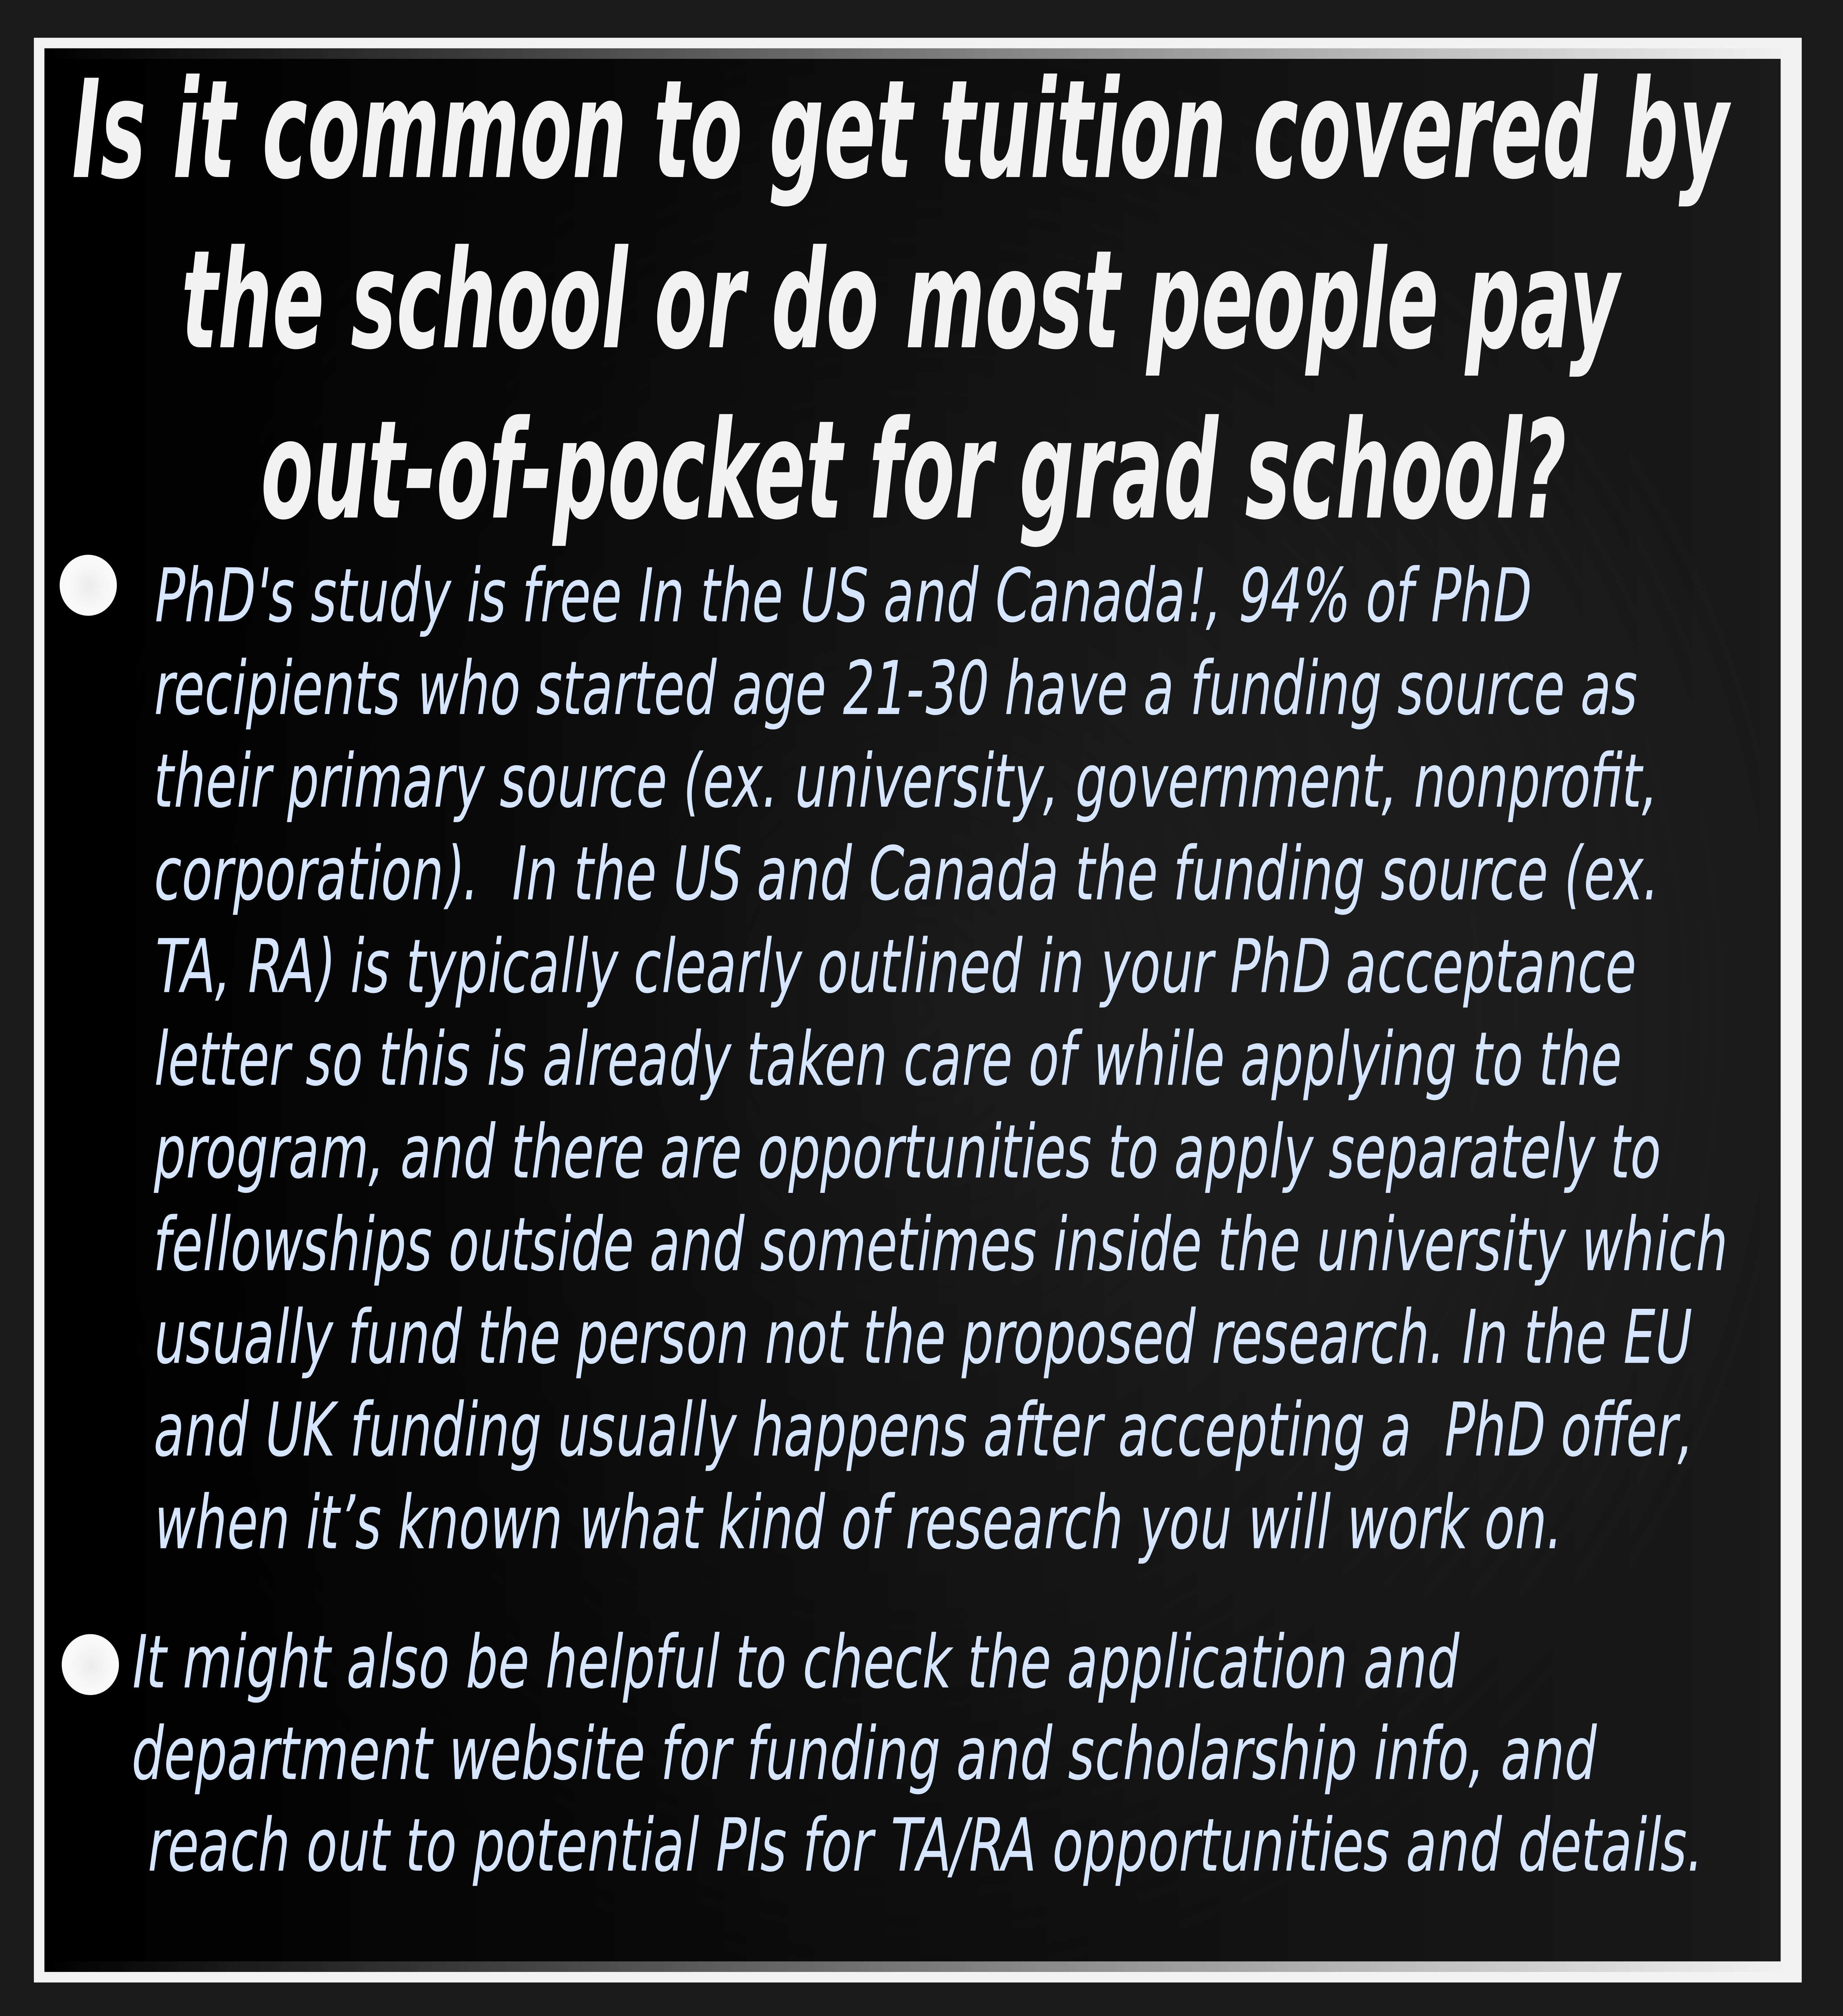 Is it common to get tuition covered by
the school or do most people pay
out-of-pocket for grad school?
PhD's study is free In the US and Canada!, 94% of PhD
recipients who started age 21-30 have a funding source as
their primary source (ex. university, government, nonprofit,
corporation).  In the US and Canada the funding source (ex.
TA, RA) is typically clearly outlined in your PhD acceptance
letter so this is already taken care of while applying to the
program, and there are opportunities to apply separately to
fellowships outside and sometimes inside the university which
usually fund the person not the proposed research. In the EU
and UK funding usually happens after accepting a  PhD offer,
when it’s known what kind of research you will work on.
It might also be helpful to check the application and
department website for funding and scholarship info, and
reach out to potential PIs for TA/RA opportunities and details.